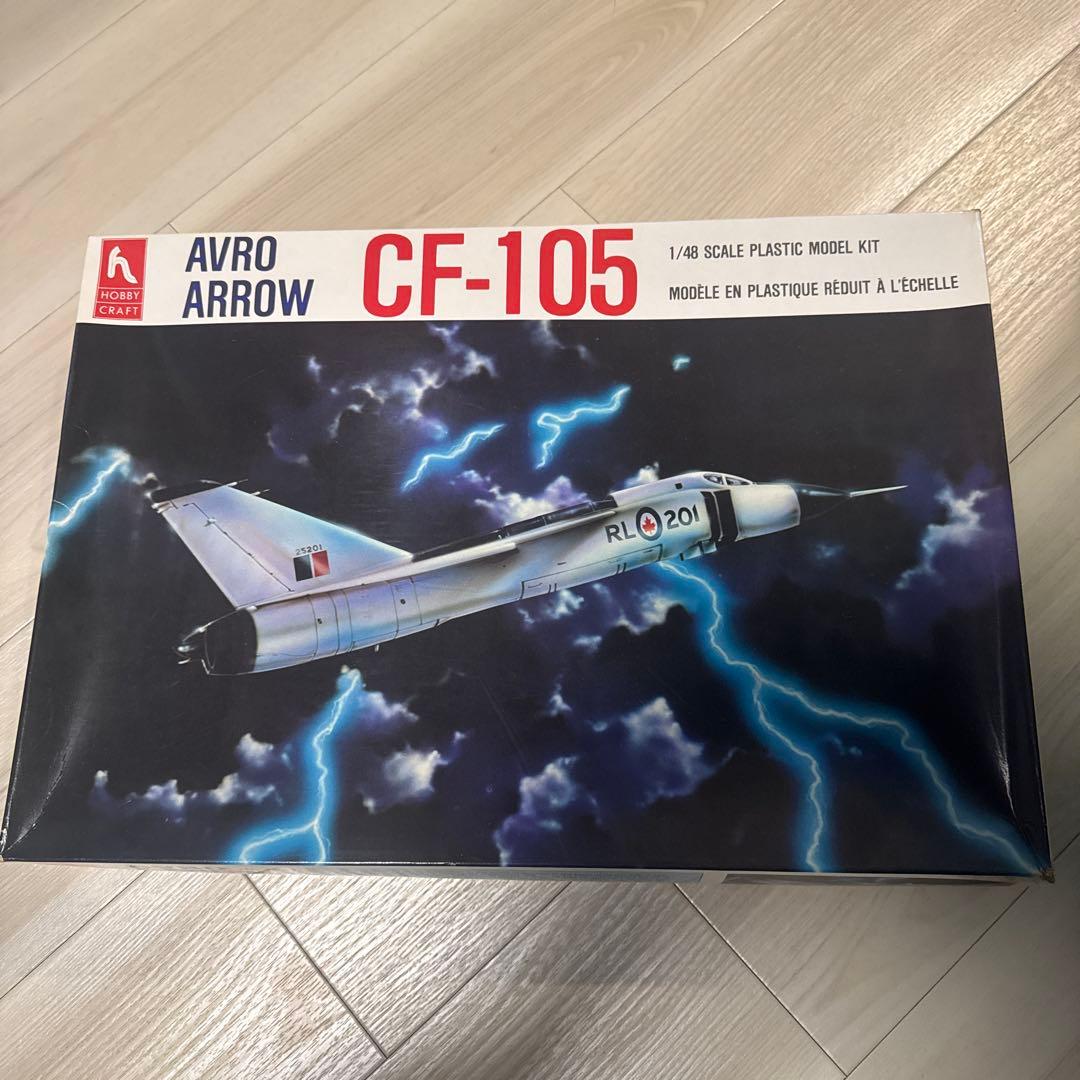 HOBBY
CRAFT
AVRO
ARROW
CF-105
1/48 SCALE PLASTIC MODEL KIT
MODÈLE EN PLASTIQUE RÉDUIT À L'ÉCHELLE
25201
RL 201